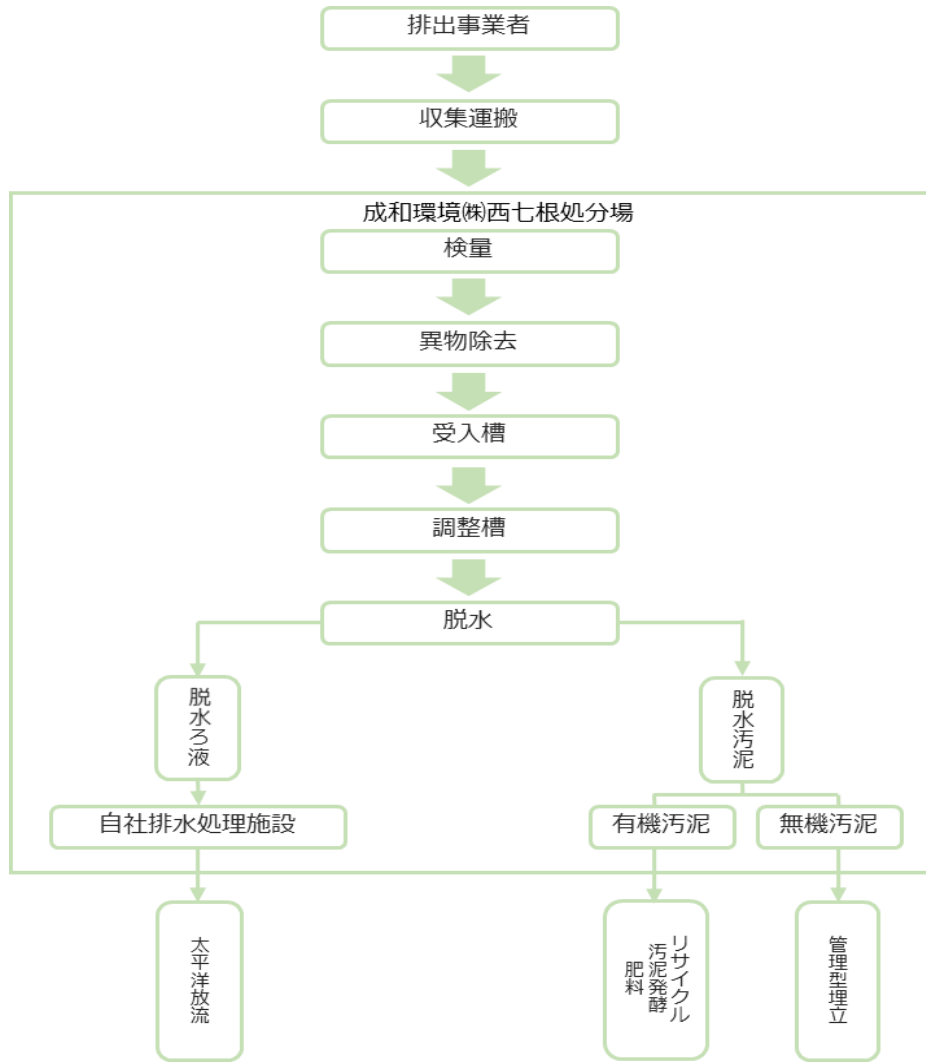 排出事業者
収集運搬
成和環境㈱西七根処分場
検量
異物除去
受入槽
調整槽
脱水
脱水ろ液
脱水汚泥
自社排水処理施設
有機汚泥
無機汚泥
太平洋放流
リサイクル
汚泥発酵
肥料
管理型埋立